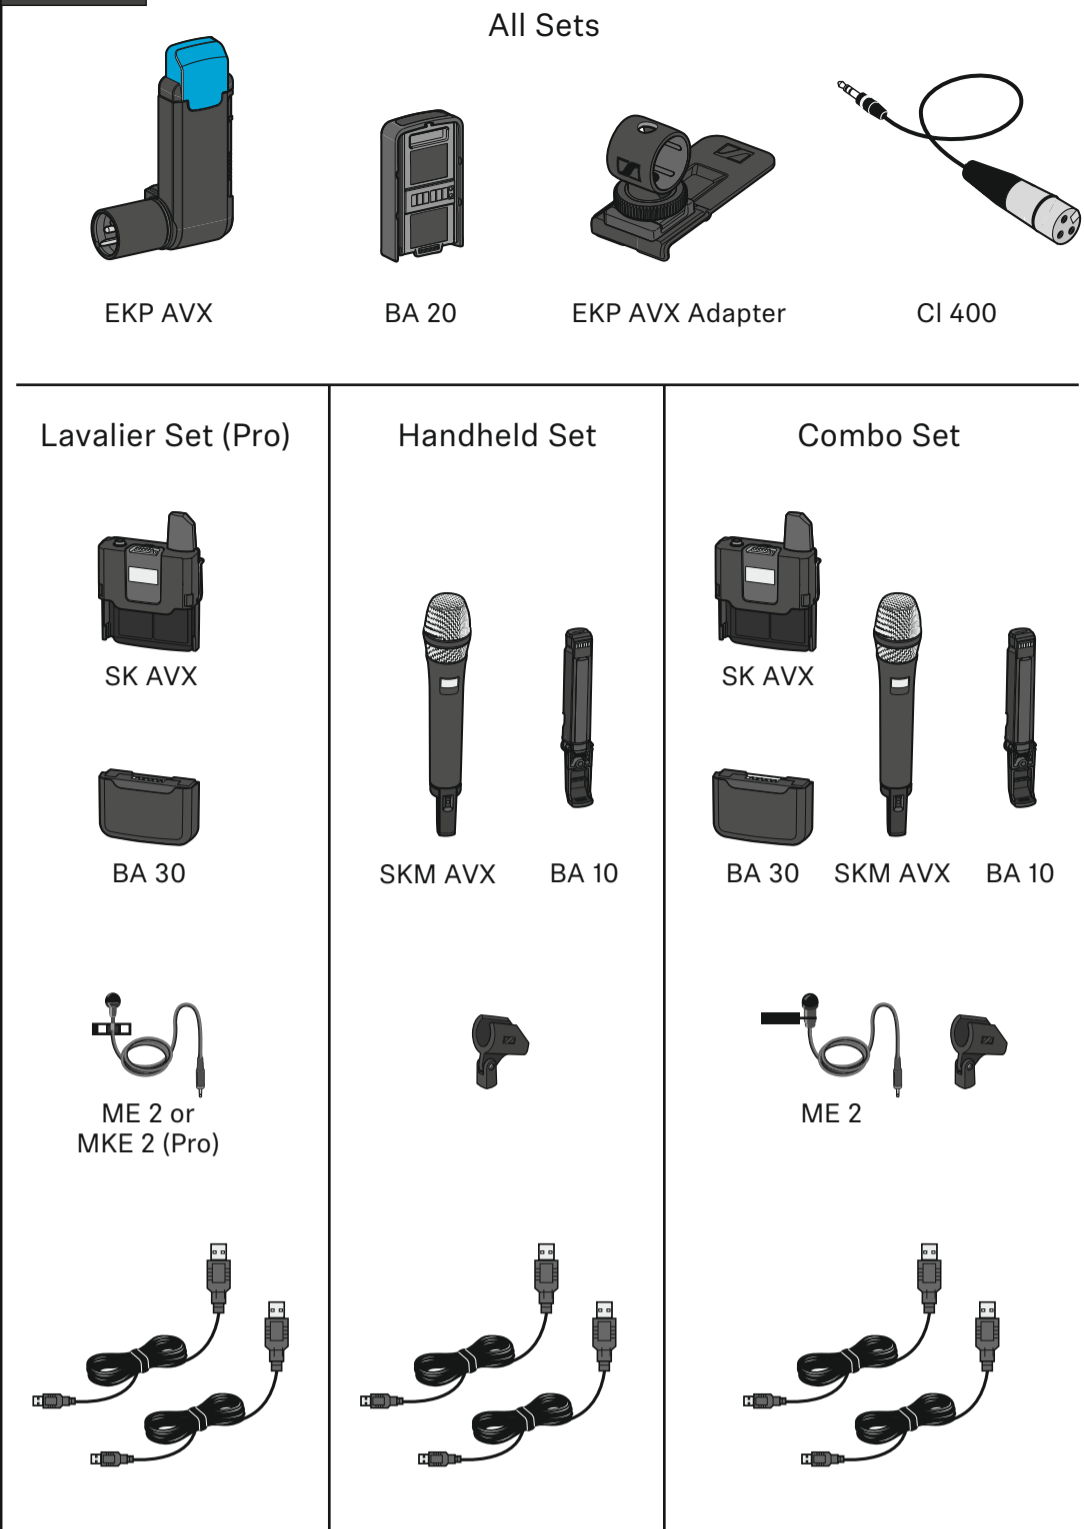 All Sets
EKP AVX
BA 20
EKP AVX Adapter
Cl 400
Lavalier Set (Pro)
SK AVX
BA 30
ME 2 or
MKE 2 (Pro)
Handheld Set
SKM AVX
BA 10
Combo Set
SK AVX
BA 30
SKM AVX
BA 10
ME 2